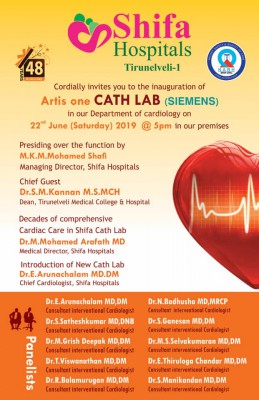 Shifa
Hospitals
Tirunelveli-1
48
Cordially invites you to the inauguration of
Artis one CATH LAB (SIEMENS)
in our Department of cardiology on
22nd June (Saturday) 2019 @ 5pm in our premises
Presiding over the function by
M.K.M.Mohamed Shafi
Managing Director, Shifa Hospitals
Chief Guest
Dr.S.M.Kannan M.S.MCH
Dean, Tirunelveli Medical College & Hospital
Decades of comprehensive
Cardiac Care in Shifa Cath Lab
Dr.M.Mohamed Arafath MD
Medical Director, Shifa Hospitals
Introduction of New Cath Lab
Dr.E.Arunachalam MD.DM
Chief Cardiologist, Shifa Hospitals
Panelists
Dr.E.Arunachalam MD,DM
Consultant interventional Cardiologist
Dr.S.Satheshkumar MD,DNB
Consultant interventional Cardiologist
Dr.M.Grish Deepak MD,DM
Consultant interventional Cardiologist
Dr.T.Viswanathan MD,DM
Consultant interventional Cardiologist
Dr.R.Balamurugan MD,DM
Consultant interventional Cardiologist
Dr.N.Badhusha MD,MRCP
Consultant interventional Cardiologist
Dr.S.Ganesan MD,DM
Consultant interventional Cardiologist
Dr.M.S.Selvakumaran MD,DM
Consultant interventional Cardiologist
Dr.E.Thiruloga Chandar MD,DM
Consultant interventional Cardiologist
Dr.S.Manikandan MD,DM
Consultant interventional Cardiologist